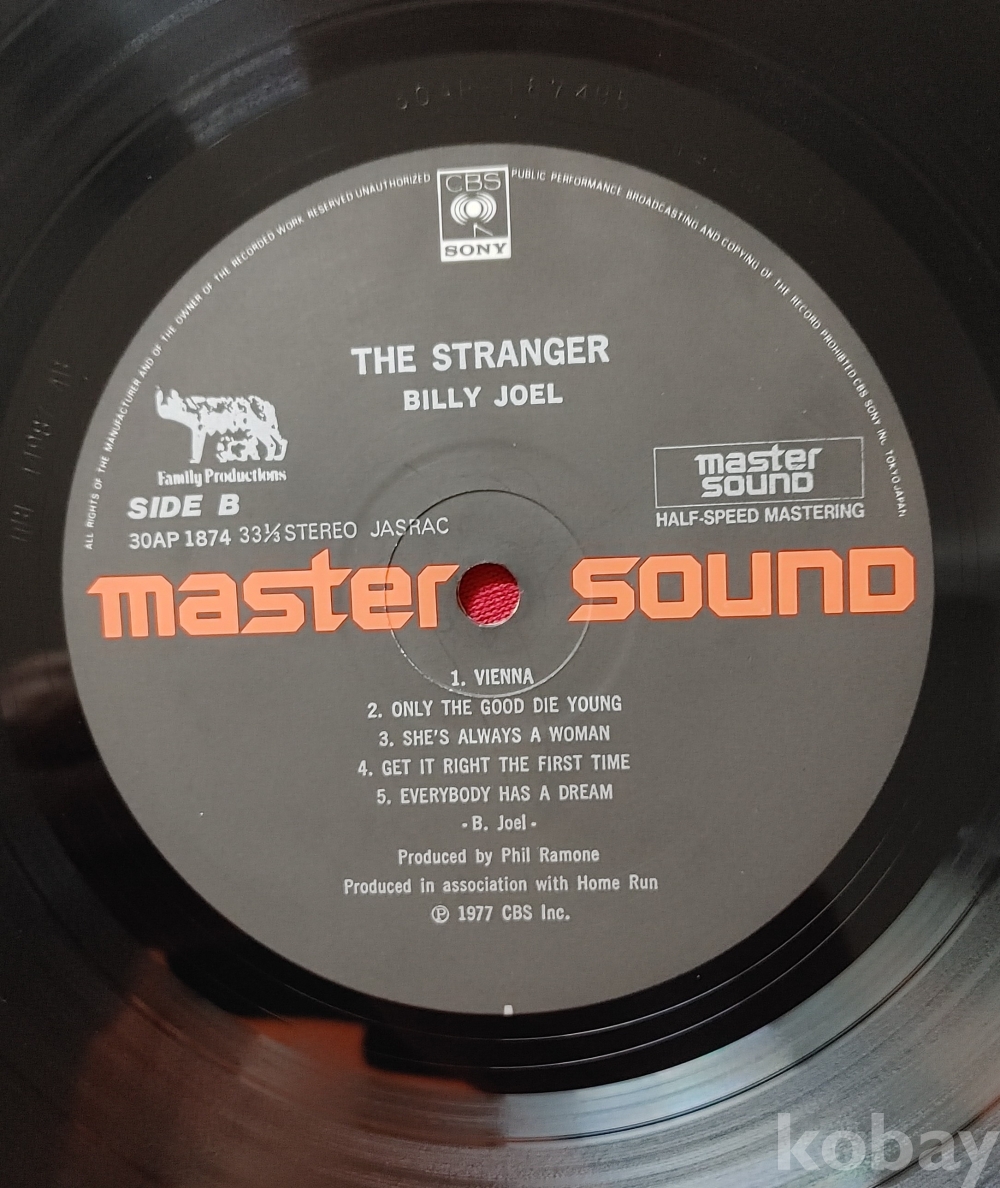 CBS
SONY
ALL RIGHTS OF THE MANUFACTURER AND OF THE OWNER OF THE RECORDED WORK RESERVED UNAUTHORIZED PUBLIC PERFORMANCE BROADCASTING AND COPYING OF THE RECORD PROHIBITED CBS SONY INC. TOKYO JAPAN
THE STRANGER
BILLY JOEL
Family Productions
SIDE B
30AP 1874 33⅓ STEREO JASRAC
master
sound
HALF-SPEED MASTERING
master sound
1. VIENNA
2. ONLY THE GOOD DIE YOUNG
3. SHE'S ALWAYS A WOMAN
4. GET IT RIGHT THE FIRST TIME
5. EVERYBODY HAS A DREAM
- B. Joel -
Produced by Phil Ramone
Produced in association with Home Run
℗ 1977 CBS Inc.
kobay